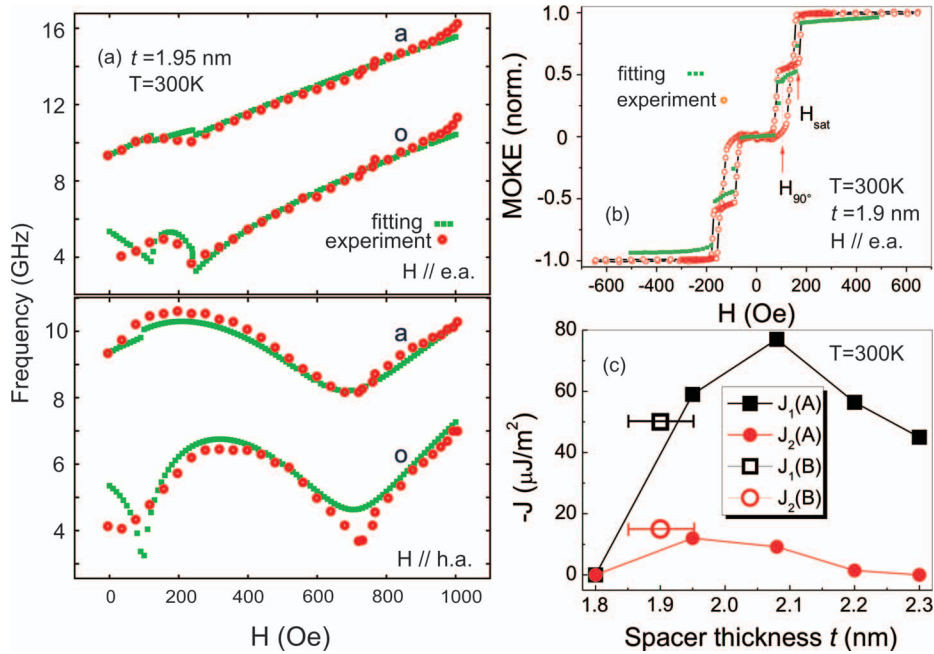 (a) t =1.95 nm
T=300K
a
o
fitting
experiment
H // e.a.
16
12
8
4
Frequency (GHz)
a
o
H // h.a.
10
8
6
4
0 200 400 600 800 1000
H (Oe)
(b)
fitting
experiment
H sat
H 90°
T=300K
t =1.9 nm
H // e.a.
MOKE (norm.)
1.0
0.5
0
-0.5
-1.0
-600 -400 -200 0 200 400 600
H (Oe)
(c)
T=300K
J₁(A)
J₂(A)
J₁(B)
J₂(B)
-J (μJ/m²)
80
60
40
20
0
1.8 1.9 2.0 2.1 2.2 2.3
Spacer thickness t (nm)